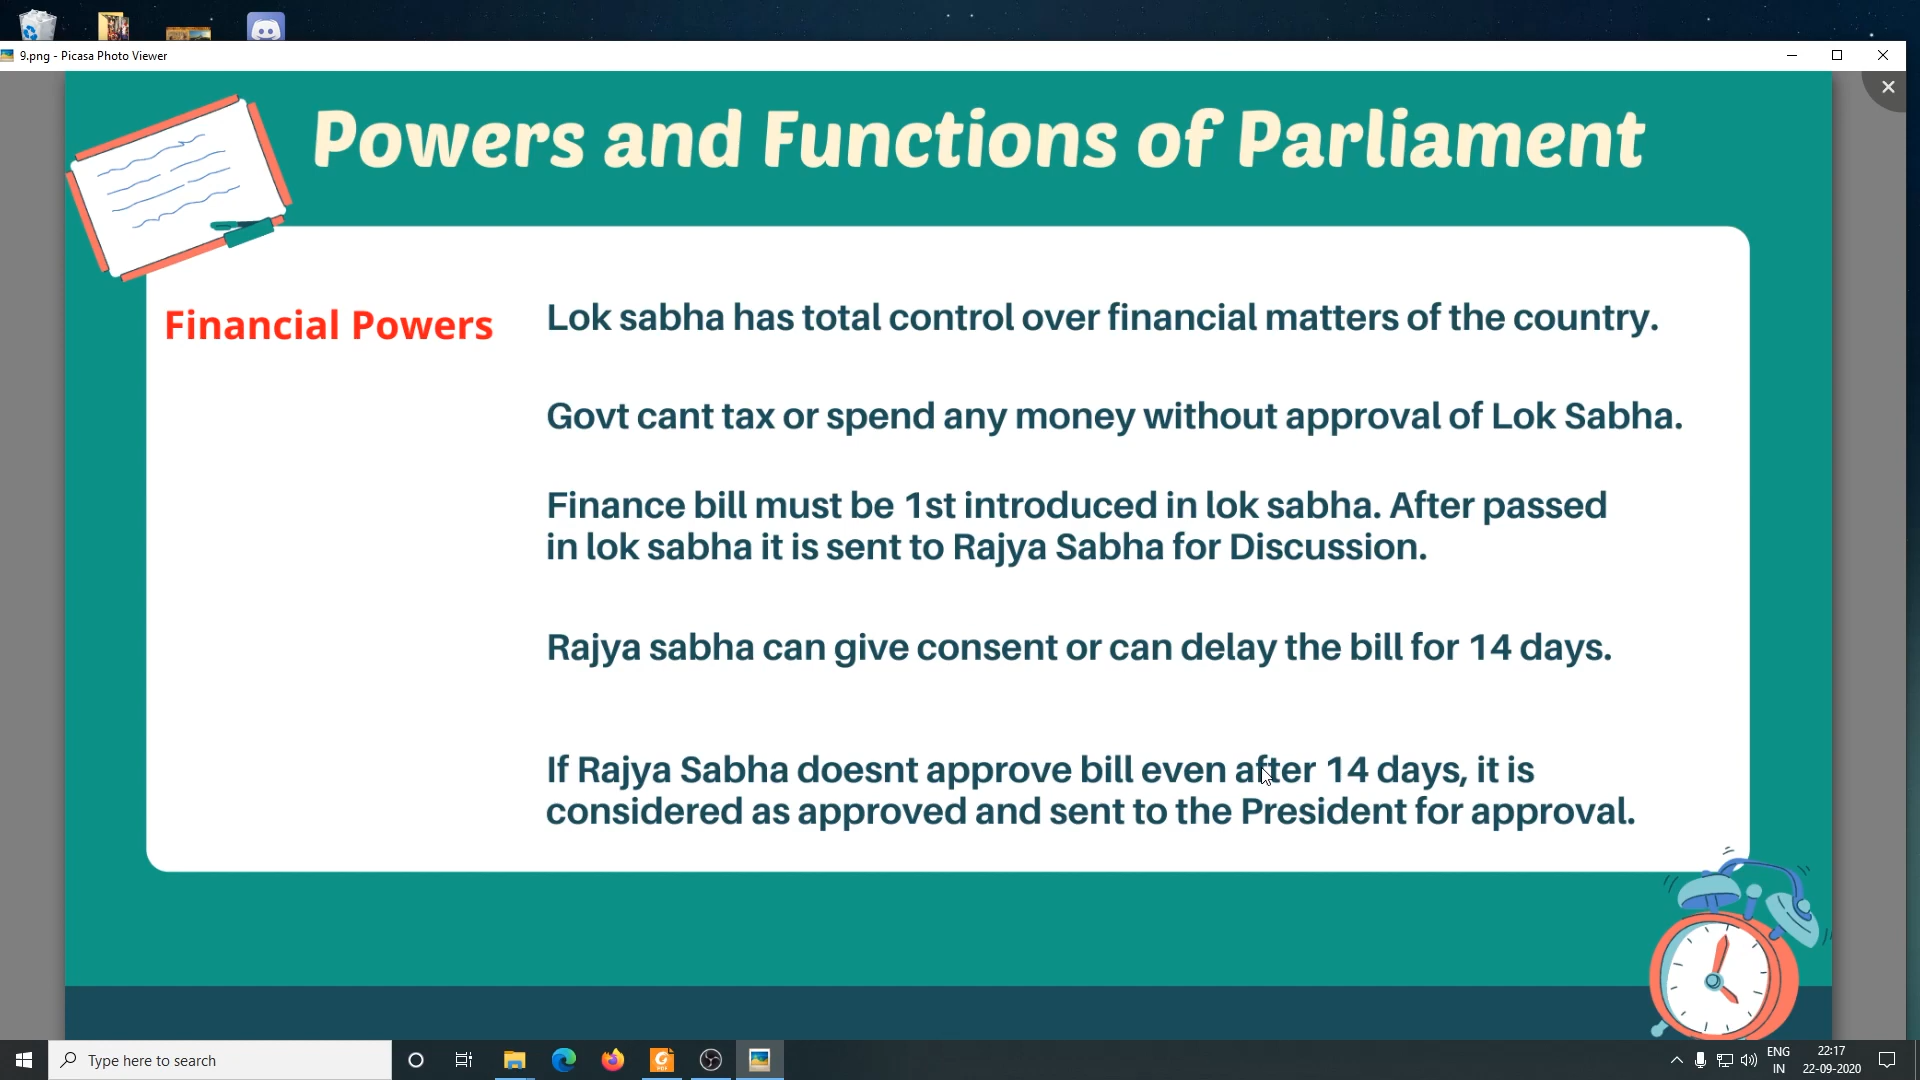 9.png - Picasa Photo Viewer
Powers and Functions of Parliament
Financial Powers
Lok sabha has total control over financial matters of the country.
Govt cant tax or spend any money without approval of Lok Sabha.
Finance bill must be 1st introduced in lok sabha. After passed
in lok sabha it is sent to Rajya Sabha for Discussion.
Rajya sabha can give consent or can delay the bill for 14 days.
If Rajya Sabha doesnt approve bill even after 14 days, it is
considered as approved and sent to the President for approval.
Type here to search
ENG
IN
22:17
22-09-2020